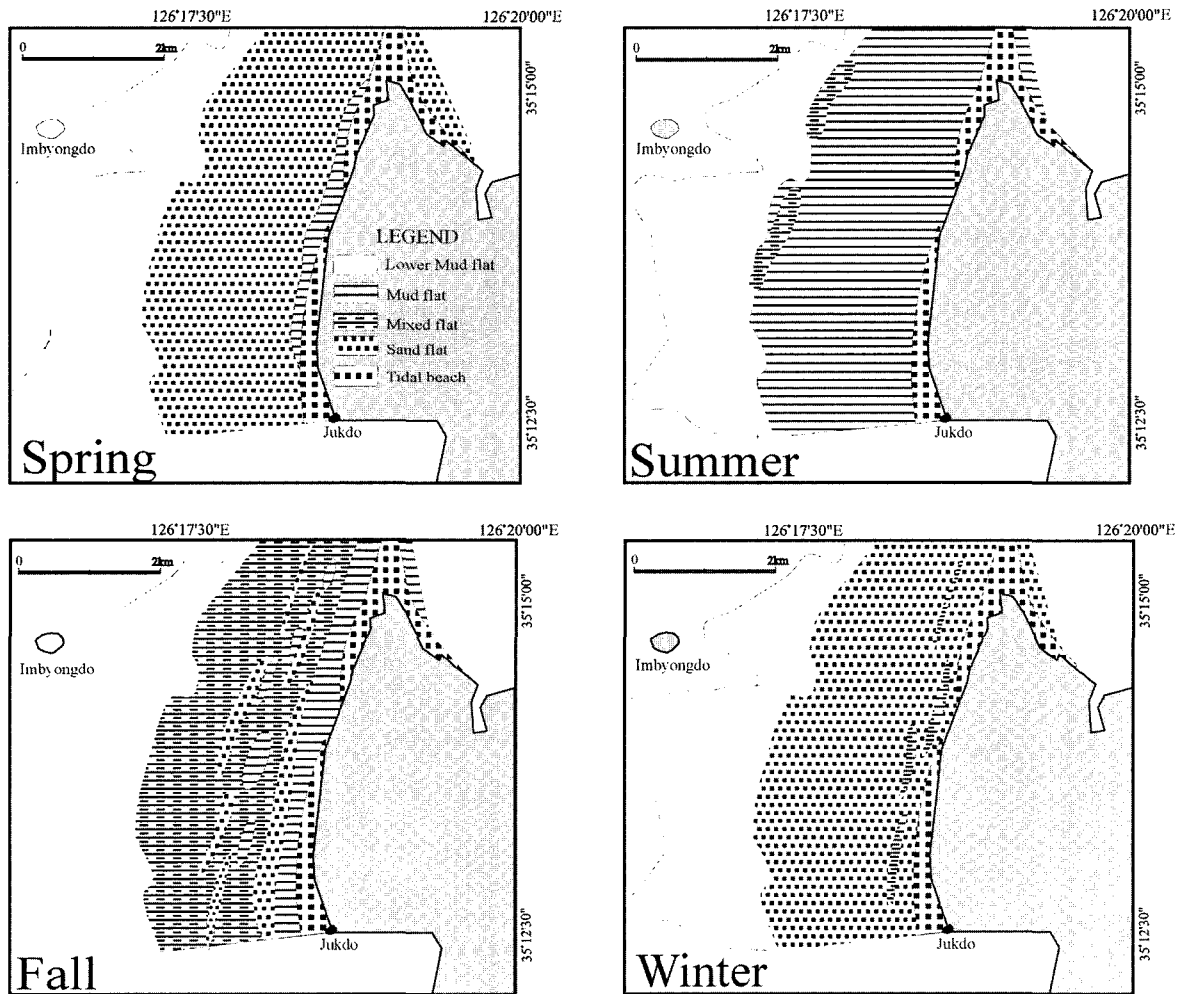 126°17'30"E 126°20'00"E
0 2km
35°15'00"
Imbyongdo
LEGEND
Lower Mud flat
Mud flat
Mixed flat
Sand flat
Tidal beach
35°12'30"
Jukdo
Spring
126°17'30"E 126°20'00"E
0 2km
35°15'00"
Imbyongdo
35°12'30"
Jukdo
Summer
126°17'30"E 126°20'00"E
0 2km
35°15'00"
Imbyongdo
35°12'30"
Jukdo
Fall
126°17'30"E 126°20'00"E
0 2km
35°15'00"
Imbyongdo
35°12'30"
Jukdo
Winter